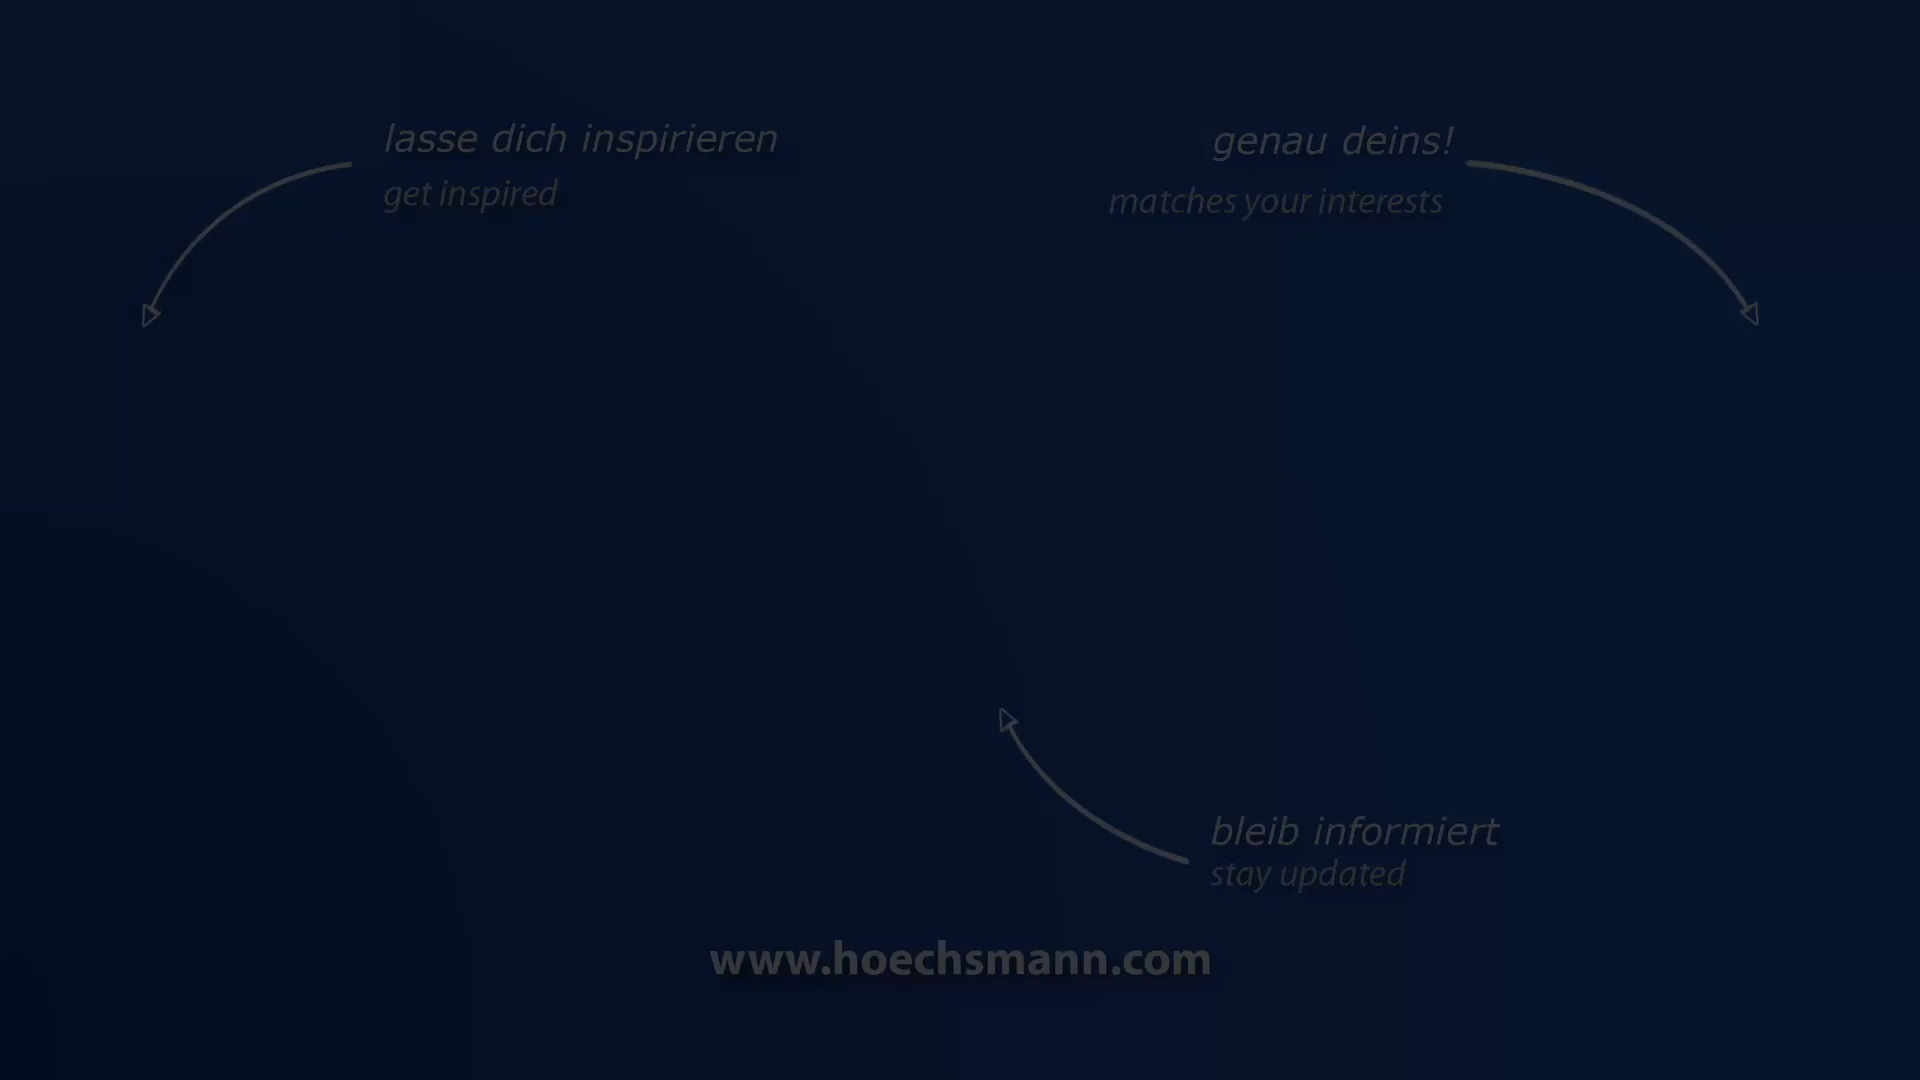 lasse dich inspirieren
get inspired
genau deins!
matches your interests
bleib informiert
stay updated
www.hoechsmann.com